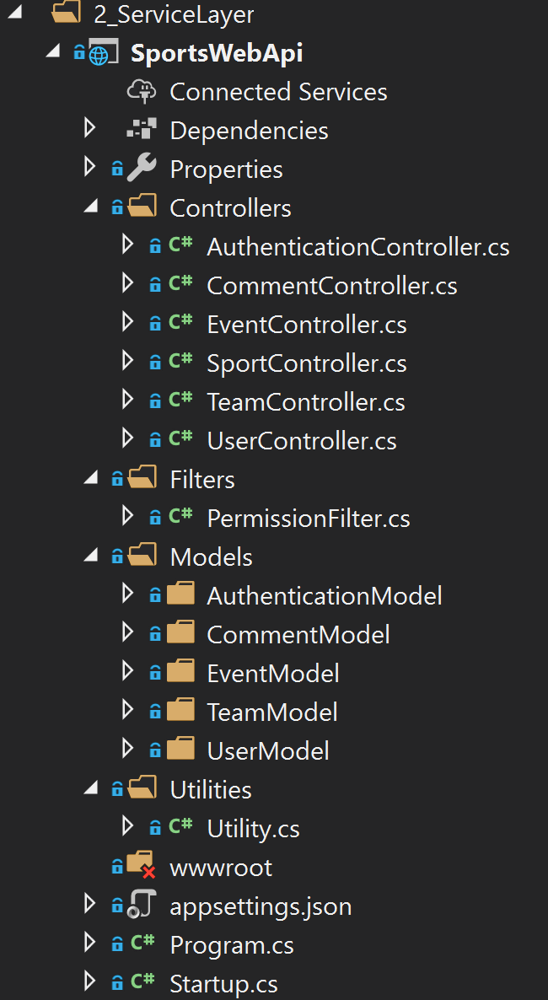 2_ServiceLayer
SportsWebApi
Connected Services
Dependencies
Properties
Controllers
C# AuthenticationController.cs
C# CommentController.cs
C# EventController.cs
C# SportController.cs
C# TeamController.cs
C# UserController.cs
Filters
C# PermissionFilter.cs
Models
AuthenticationModel
CommentModel
EventModel
TeamModel
UserModel
Utilities
C# Utility.cs
wwwroot
appsettings.json
C# Program.cs
C# Startup.cs